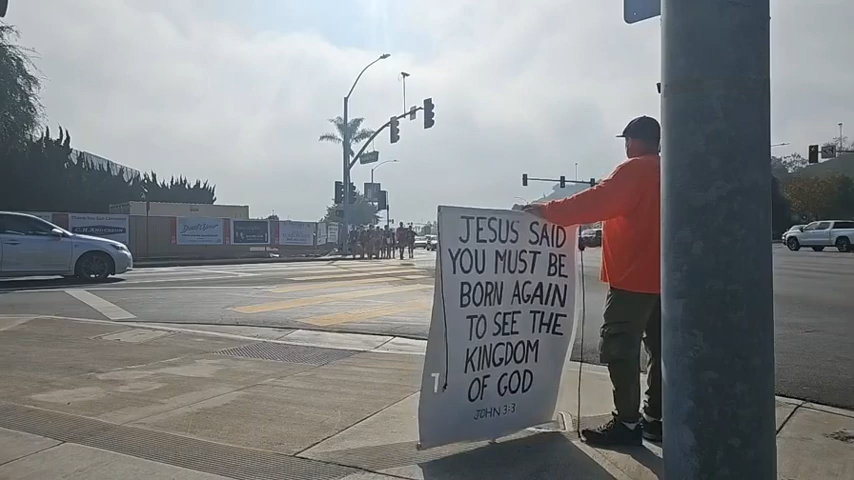 JESUS SAID
YOU MUST BE
BORN AGAIN
TO SEE THE
KINGDOM
OF GOD
JOHN 3:3